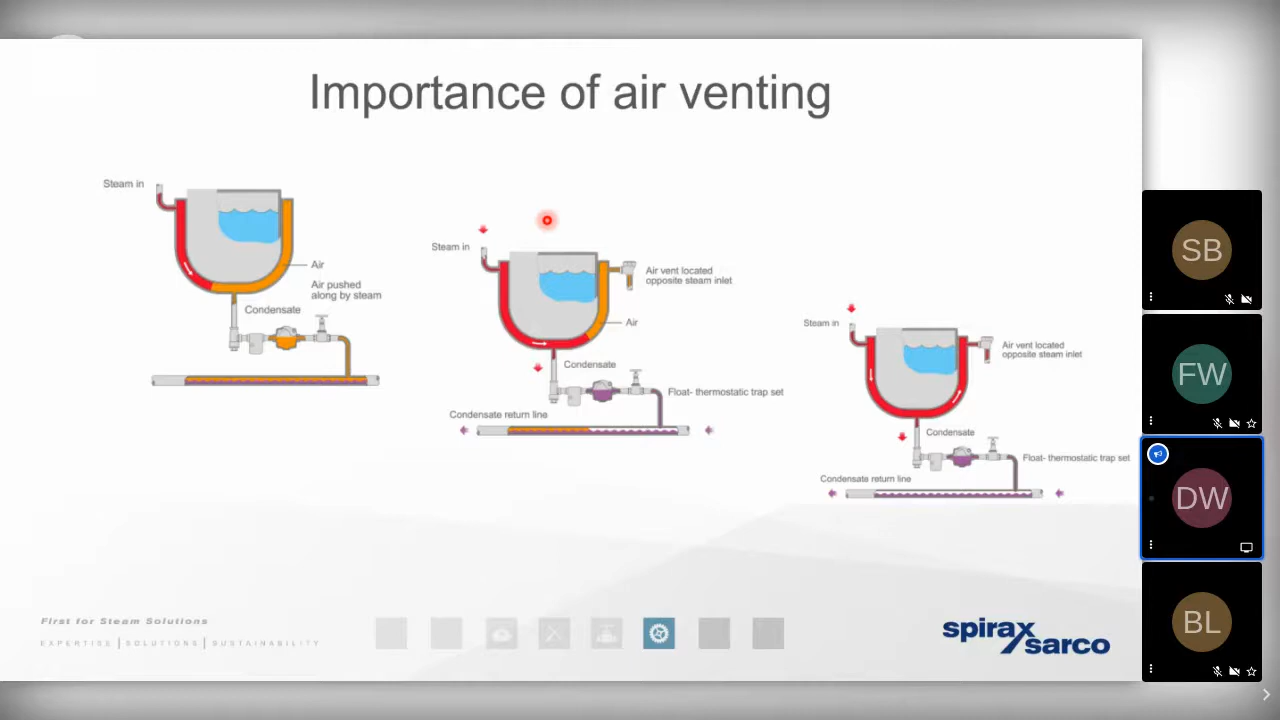 Importance of air venting
Steam in
Air
Air pushed
along by steam
Condensate
Steam in
Air vent located
opposite steam inlet
Air
Condensate
Float- thermostatic trap set
Condensate return line
Steam in
Air vent located
opposite steam inlet
Condensate
Float- thermostatic trap set
Condensate return line
First for Steam Solutions
EXPERTISE | SOLUTIONS | SUSTAINABILITY
spirax
sarco
SB
FW
DW
BL